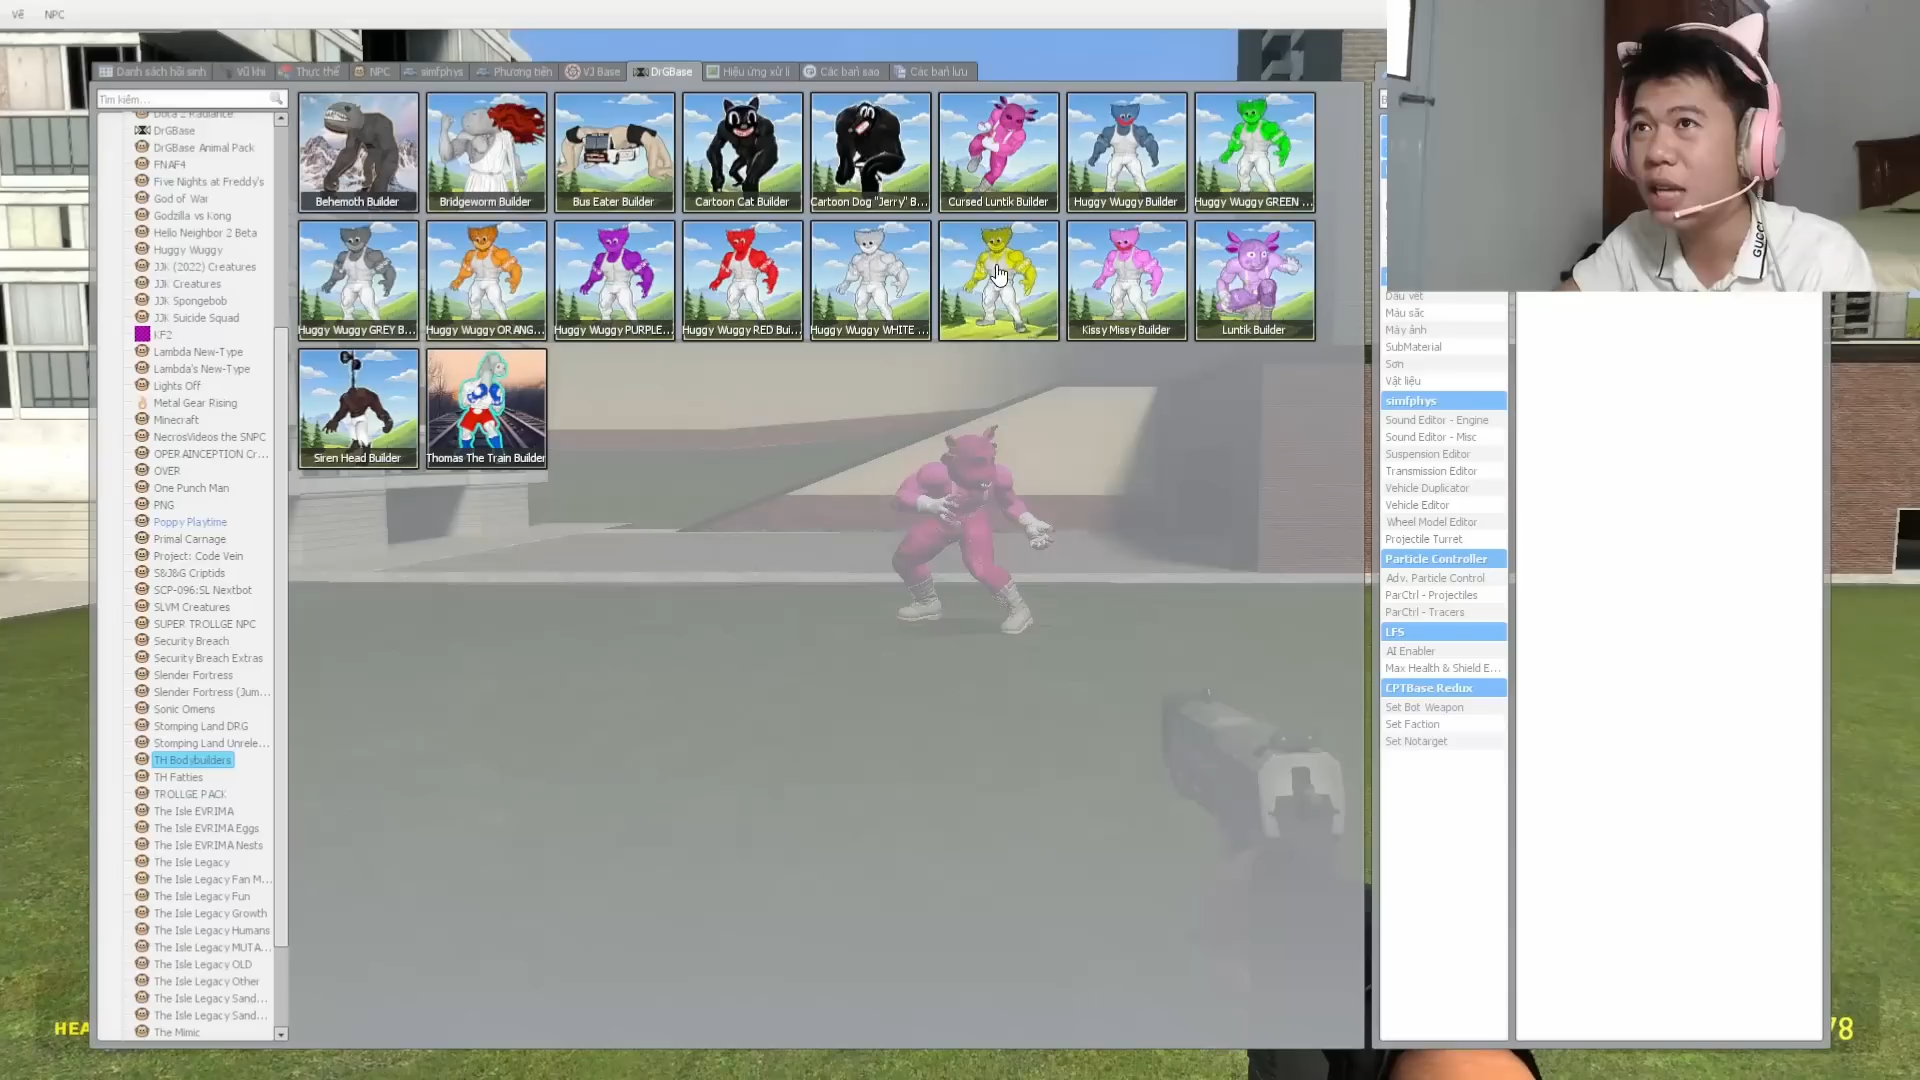 Vẽ NPC
Danh sách hồi sinh Vũ khí Thực thể NPC simfphys Phương tiện VJ Base DrGBase Hiệu ứng xử lí Các bản sao Các bản lưu
Tìm kiếm...
Dota 2 Radiance
DrGBase
DrGBase Animal Pack
FNAF4
Five Nights at Freddy's
God of War
Godzilla vs Kong
Hello Neighbor 2 Beta
Huggy Wuggy
JJK (2022) Creatures
JJK Creatures
JJK Spongebob
JJK Suicide Squad
KF2
Lambda New-Type
Lambda's New-Type
Lights Off
Metal Gear Rising
Minecraft
NecrosVideos the SNPC
OPERAINCEPTION Cr...
OVER
One Punch Man
PNG
Poppy Playtime
Primal Carnage
Project: Code Vein
S&J&G Criptids
SCP-096:SL Nextbot
SLVM Creatures
SUPER TROLLGE NPC
Security Breach
Security Breach Extras
Slender Fortress
Slender Fortress (Jum...
Sonic Omens
Stomping Land DRG
Stomping Land Unrele...
TH Bodybuilders
TH Fatties
TROLLGE PACK
The Isle EVRIMA
The Isle EVRIMA Eggs
The Isle EVRIMA Nests
The Isle Legacy
The Isle Legacy Fan M...
The Isle Legacy Fun
The Isle Legacy Growth
The Isle Legacy Humans
The Isle Legacy MUTA...
The Isle Legacy OLD
The Isle Legacy Other
The Isle Legacy Sand...
The Isle Legacy Sand...
The Mimic
Behemoth Builder
Bridgeworm Builder
Bus Eater Builder
Cartoon Cat Builder
Cartoon Dog "Jerry" B...
Cursed Luntik Builder
Huggy Wuggy Builder
Huggy Wuggy GREEN ...
Huggy Wuggy GREY B...
Huggy Wuggy ORANG...
Huggy Wuggy PURPLE...
Huggy Wuggy RED Bui...
Huggy Wuggy WHITE ...
Kissy Missy Builder
Luntik Builder
Siren Head Builder
Thomas The Train Builder
GUCCI
Dấu vết
Màu sắc
Máy ảnh
SubMaterial
Sơn
Vật liệu
simfphys
Sound Editor - Engine
Sound Editor - Misc
Suspension Editor
Transmission Editor
Vehicle Duplicator
Vehicle Editor
Wheel Model Editor
Projectile Turret
Particle Controller
Adv. Particle Control
ParCtrl - Projectiles
ParCtrl - Tracers
LFS
AI Enabler
Max Health & Shield E...
CPTBase Redux
Set Bot Weapon
Set Faction
Set Notarget
HEA
78